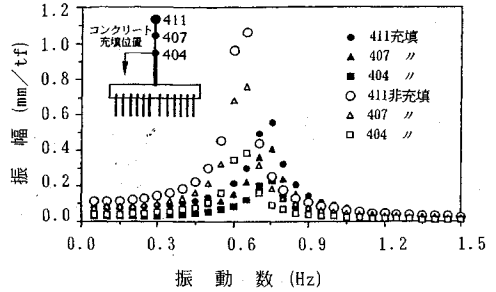 1.2
1.0
0.8
0.6
0.4
0.2
0.0
振幅 (mm/tf)
411
コンクリート
充填位置
407
404
● 411充填
▲ 407 〃
■ 404 〃
○ 411非充填
△ 407 〃
□ 404 〃
0.0 0.3 0.6 0.9 1.2 1.5
振動数 (Hz)